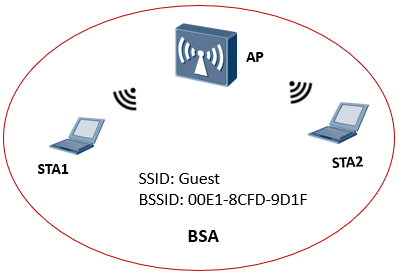 AP
STA1
STA2
SSID: Guest
BSSID: 00E1-8CFD-9D1F
BSA